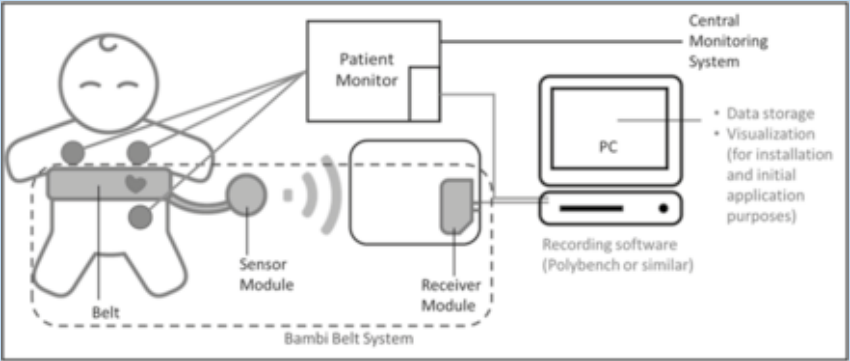 Central
Monitoring
System
Patient
Monitor
PC
• Data storage
• Visualization
(for installation
and initial
application
purposes)
Recording software
(Polybench or similar)
Sensor
Module
Receiver
Module
Belt
Bambi Belt System